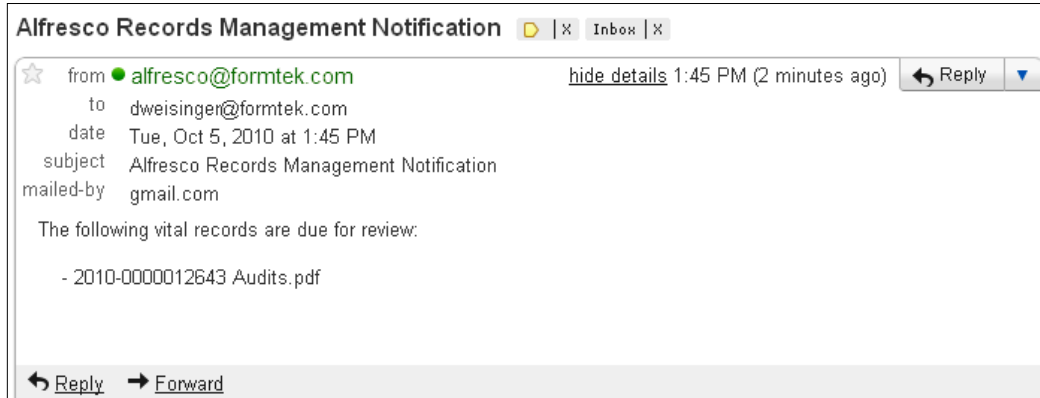 Alfresco Records Management Notification | X Inbox | X
from alfresco@formtek.com hide details 1:45 PM (2 minutes ago) Reply
to dweisinger@formtek.com
date Tue, Oct 5, 2010 at 1:45 PM
subject Alfresco Records Management Notification
mailed-by gmail.com
The following vital records are due for review:
- 2010-0000012643 Audits.pdf
Reply Forward